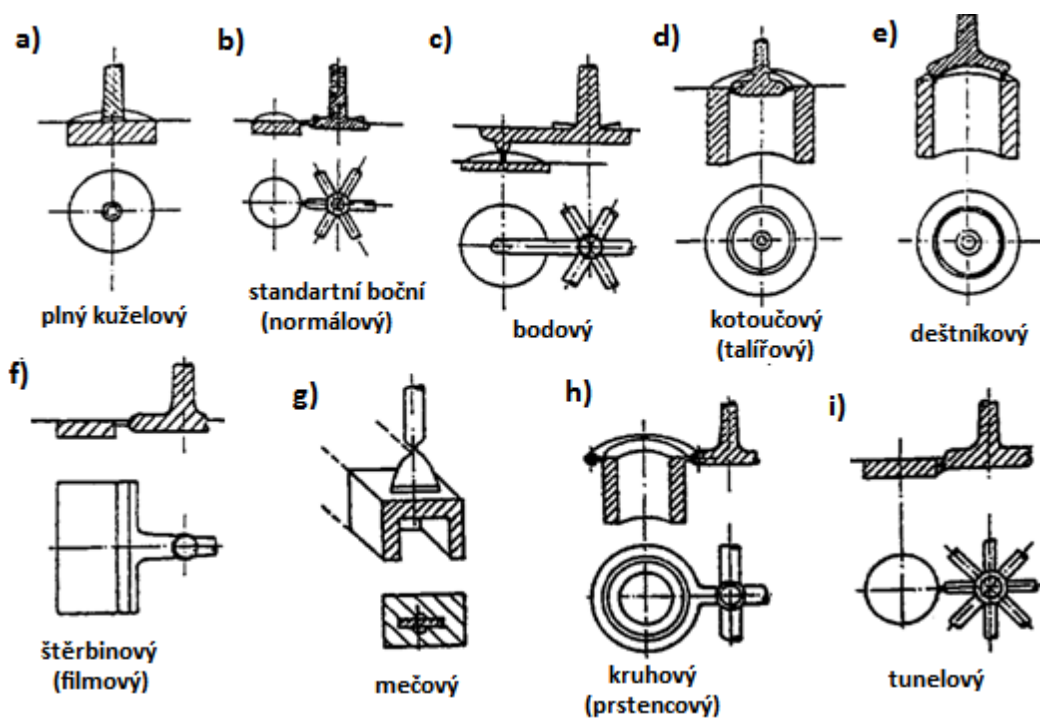 a)
b)
c)
d)
e)
plný kuželový
standartní boční
(normálový)
bodový
kotoučový
(talířový)
deštníkový
f)
g)
h)
i)
štěrbinový
(filmový)
mečový
kruhový
(prstencový)
tunelový